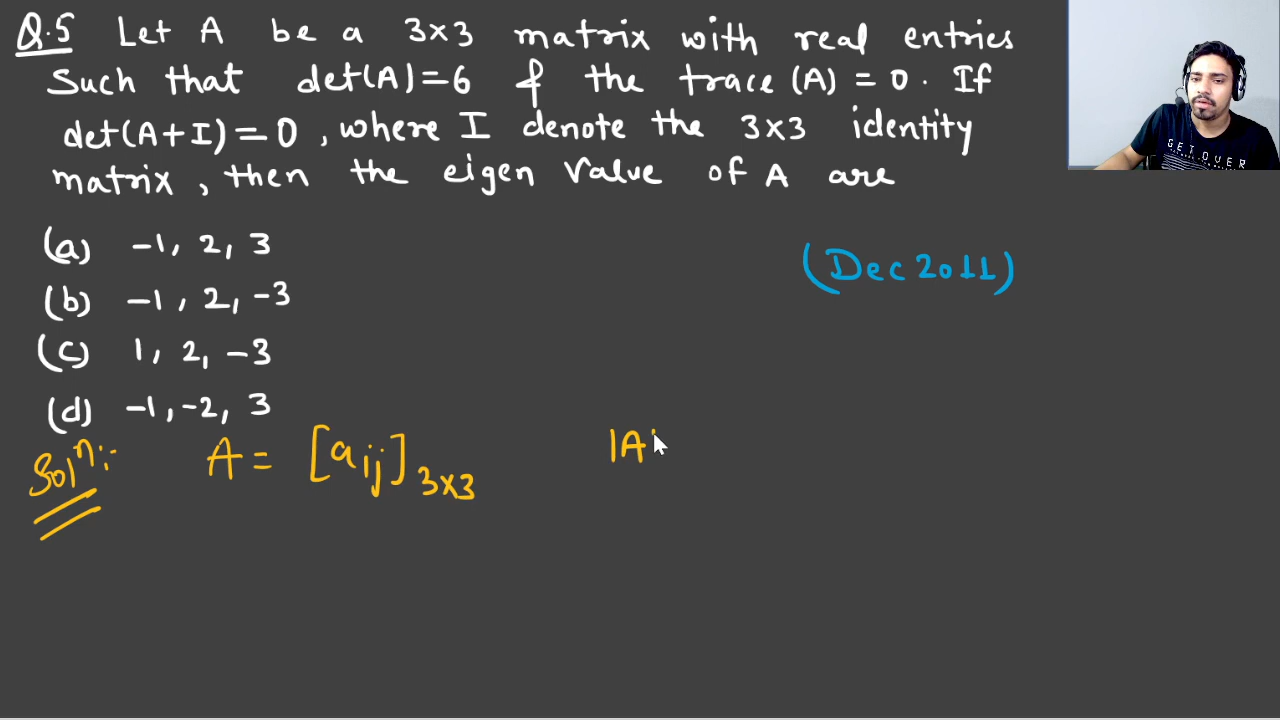 Q.5 Let A be a 3×3 matrix with real entries
Such that det(A)=6 & the trace (A) = 0. If
det(A+I)=0, where I denote the 3×3 identity
matrix, then the eigen value of A are
(a) -1, 2, 3
(Dec 2011)
(b) -1, 2, -3
(c) 1, 2, -3
(d) -1, -2, 3
Solⁿ:- A = [aij]3×3 |A|
GET OVER